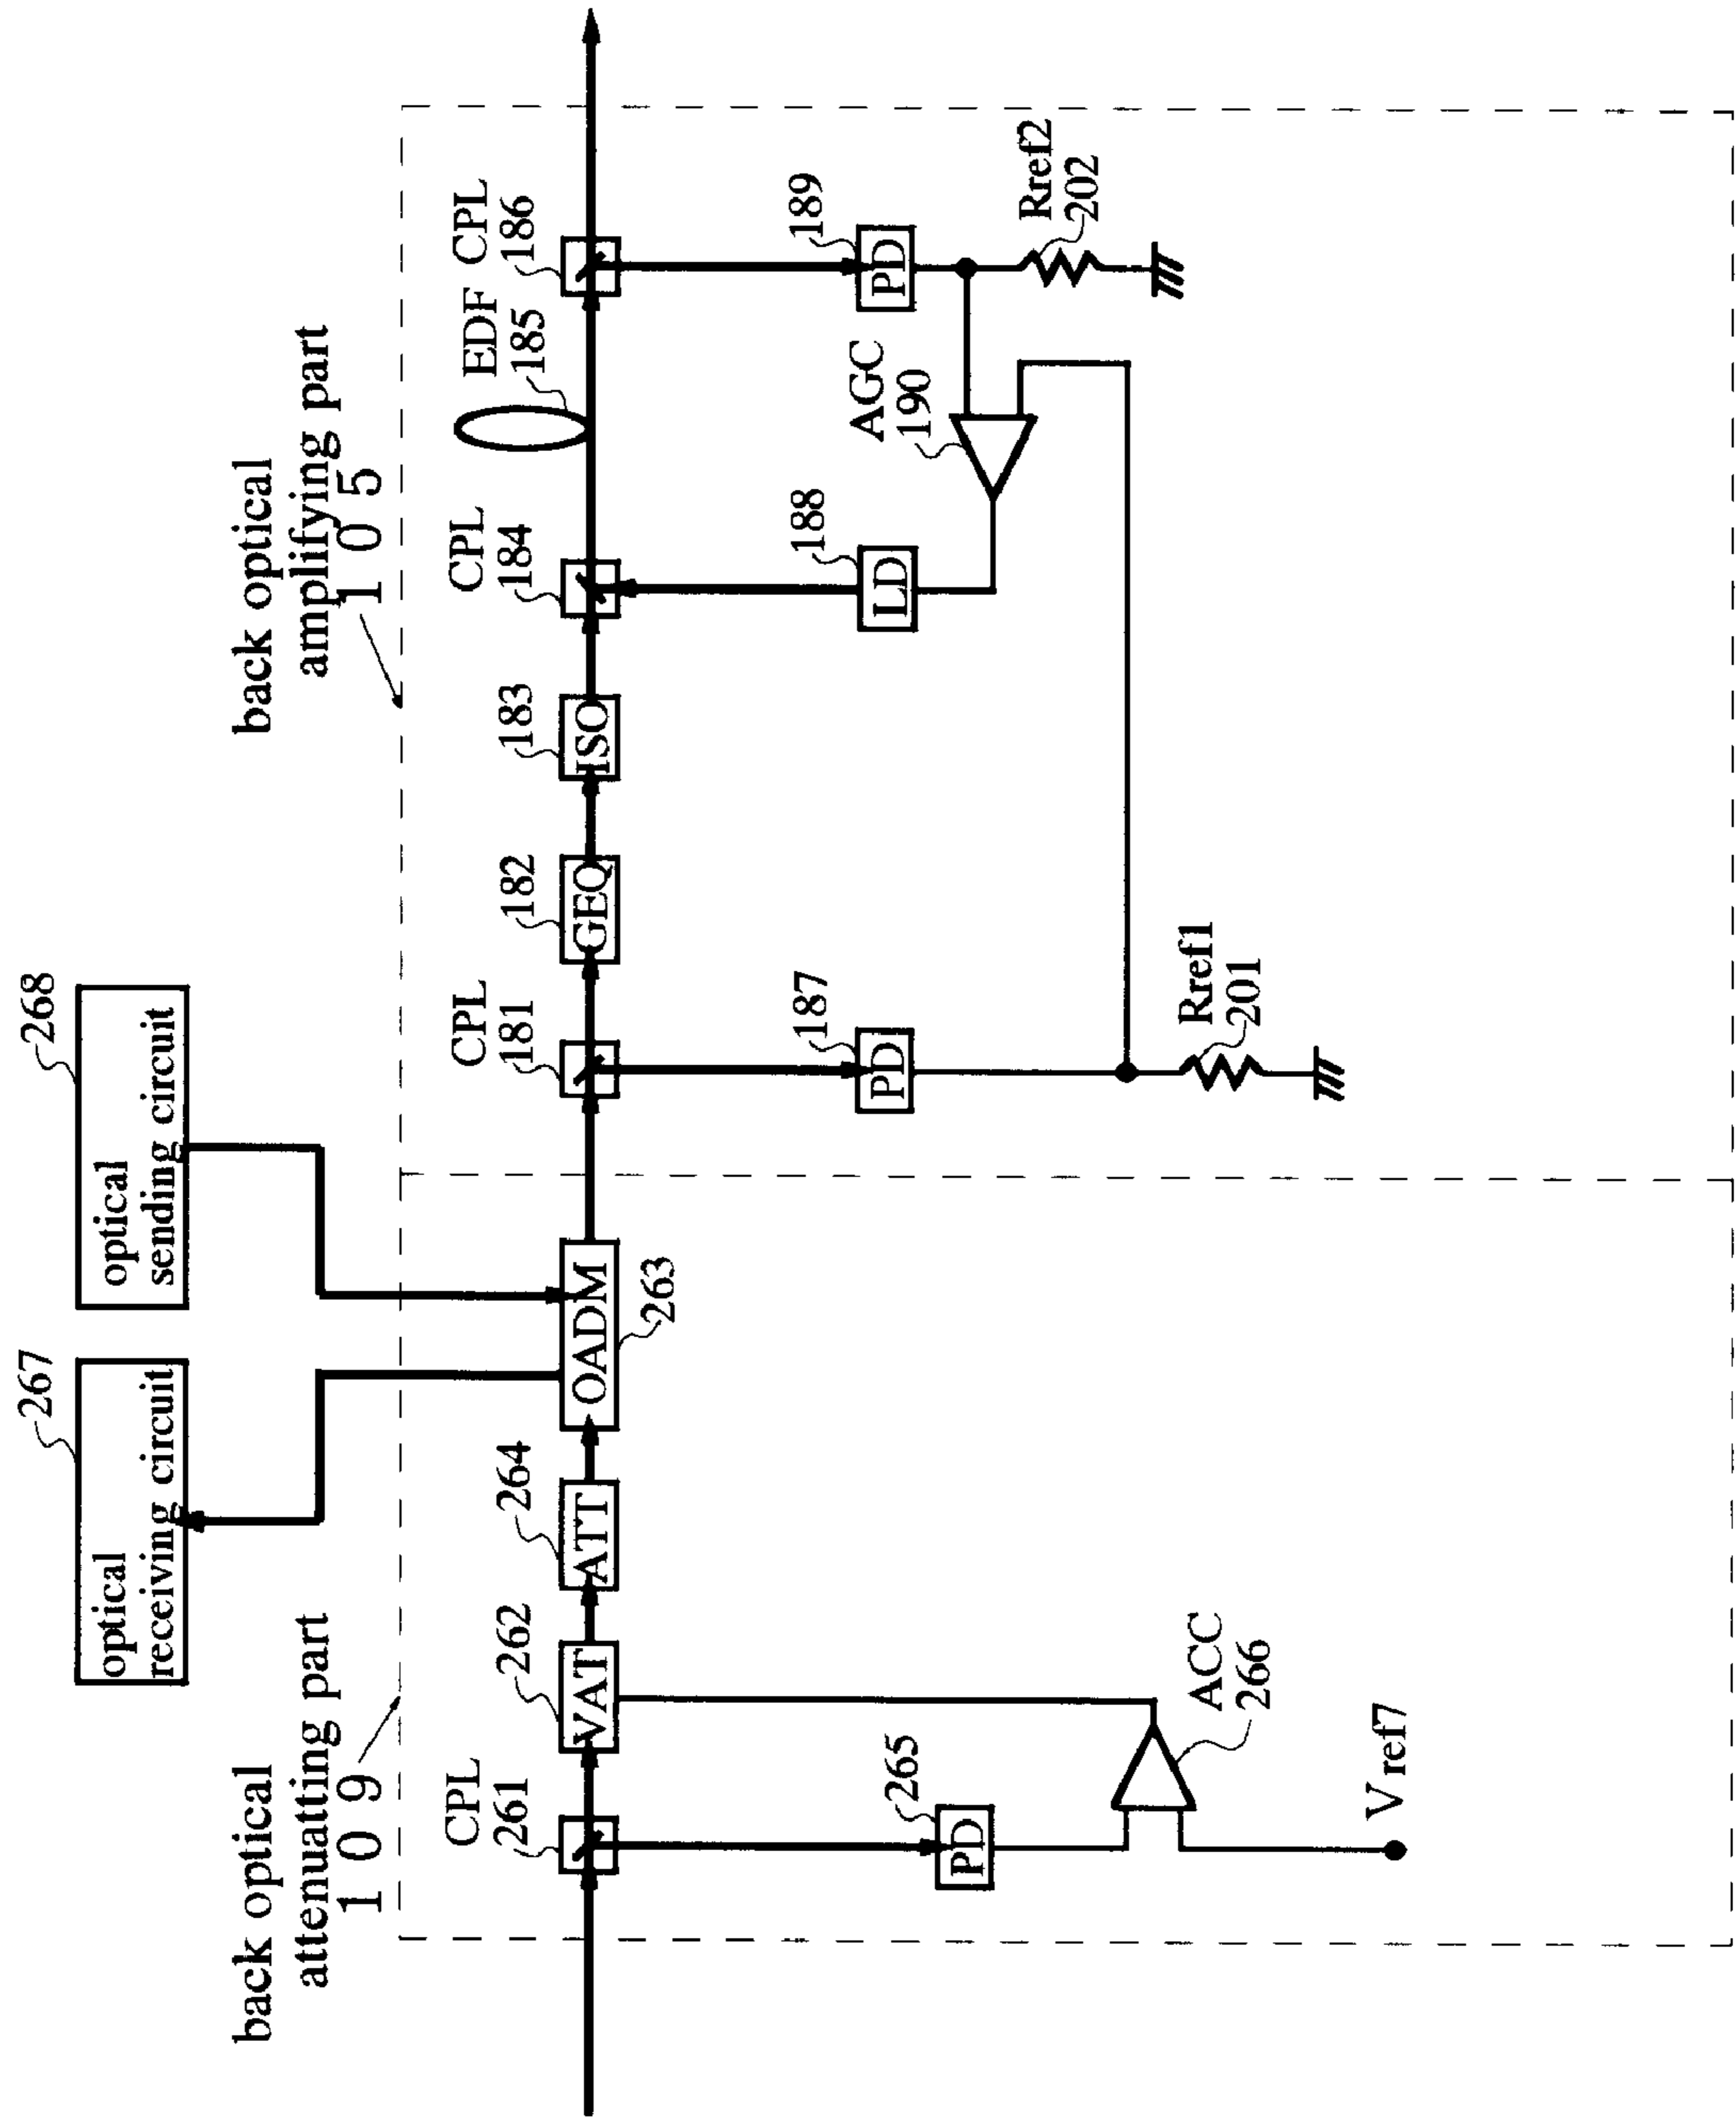 267
optical
receiving circuit
268
optical
sending circuit
back optical
attenuatting part
109
back optical
amplifying part
105
CPL
261
VAT
262
ATT
264
OADM
263
CPL
181
GEQ
182
ISO
183
CPL
184
EDF
185
CPL
186
PD
265
ACC
266
Vref7
PD
187
Rref1
201
LD
188
AGC
190
PD
189
Rref2
202